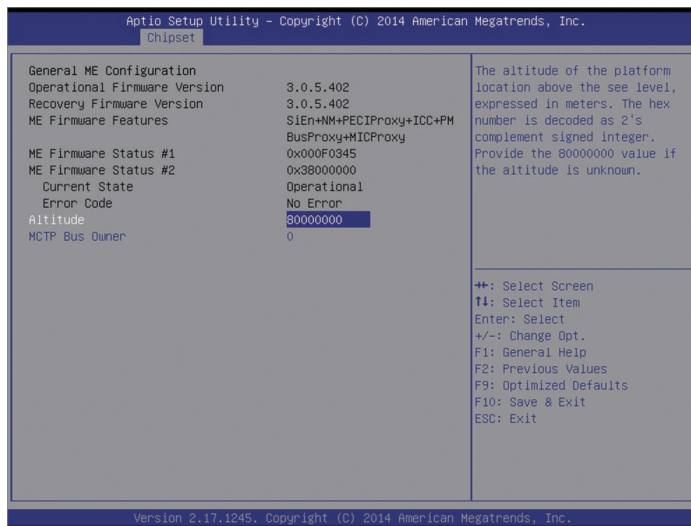 Aptio Setup Utility – Copyright (C) 2014 American Megatrends, Inc.
Chipset
General ME Configuration
Operational Firmware Version 3.0.5.402
Recovery Firmware Version 3.0.5.402
ME Firmware Features SiEn+NM+PECIProxy+ICC+PM
BusProxy+MICProxy
ME Firmware Status #1 0x000F0345
ME Firmware Status #2 0x38000000
Current State Operational
Error Code No Error
Altitude 80000000
MCTP Bus Owner 0
The altitude of the platform
location above the see level,
expressed in meters. The hex
number is decoded as 2's
complement signed integer.
Provide the 80000000 value if
the altitude is unknown.
→←: Select Screen
↑↓: Select Item
Enter: Select
+/-: Change Opt.
F1: General Help
F2: Previous Values
F9: Optimized Defaults
F10: Save & Exit
ESC: Exit
Version 2.17.1245. Copyright (C) 2014 American Megatrends, Inc.